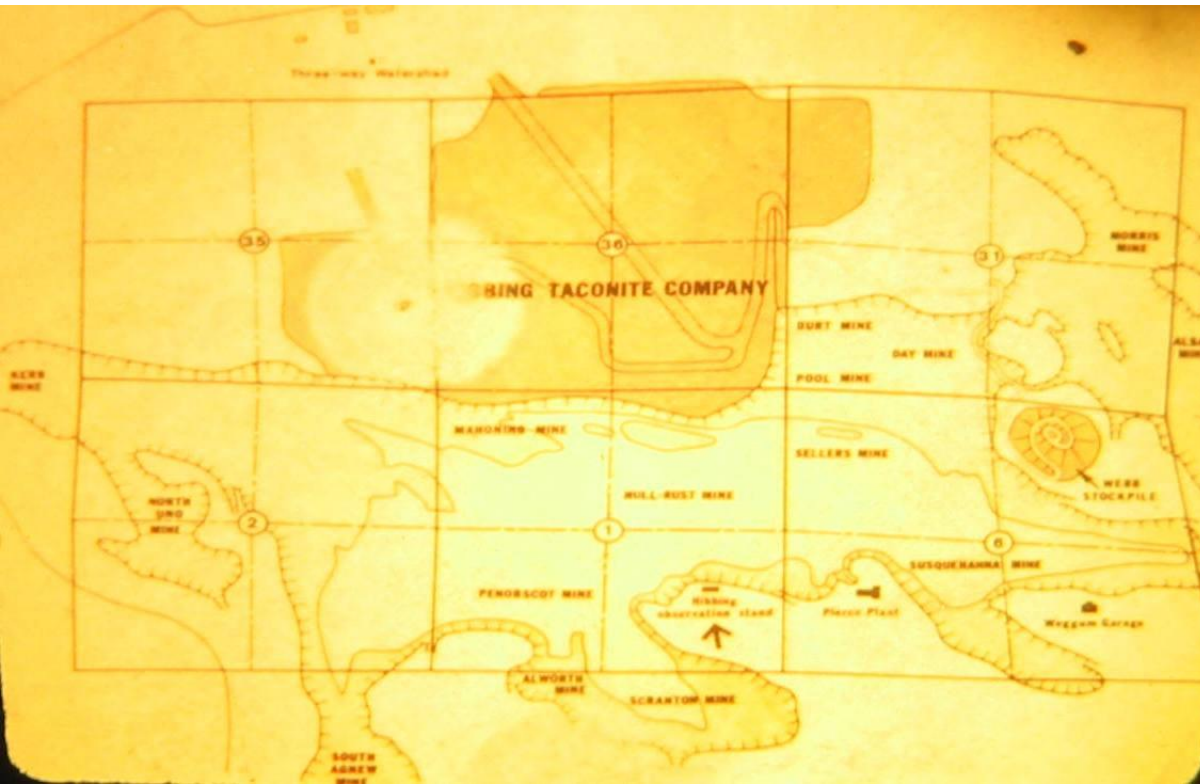 Three-way Watershed
35
36
31
MORRIS
MINE
BING TACONITE COMPANY
BURT MINE
DAY MINE
POOL MINE
KERR
MINE
MAHONING MINE
SELLERS MINE
HULL-RUST MINE
WEBB
STOCKPILE
NORTH
UNO
MINE
2
1
6
SUSQUEHANNA MINE
PENOBSCOT MINE
Hibbing
observation stand
Pierce Plant
Weggum Garage
ALWORTH
MINE
SCRANTON MINE
SOUTH
AGNEW
MINE